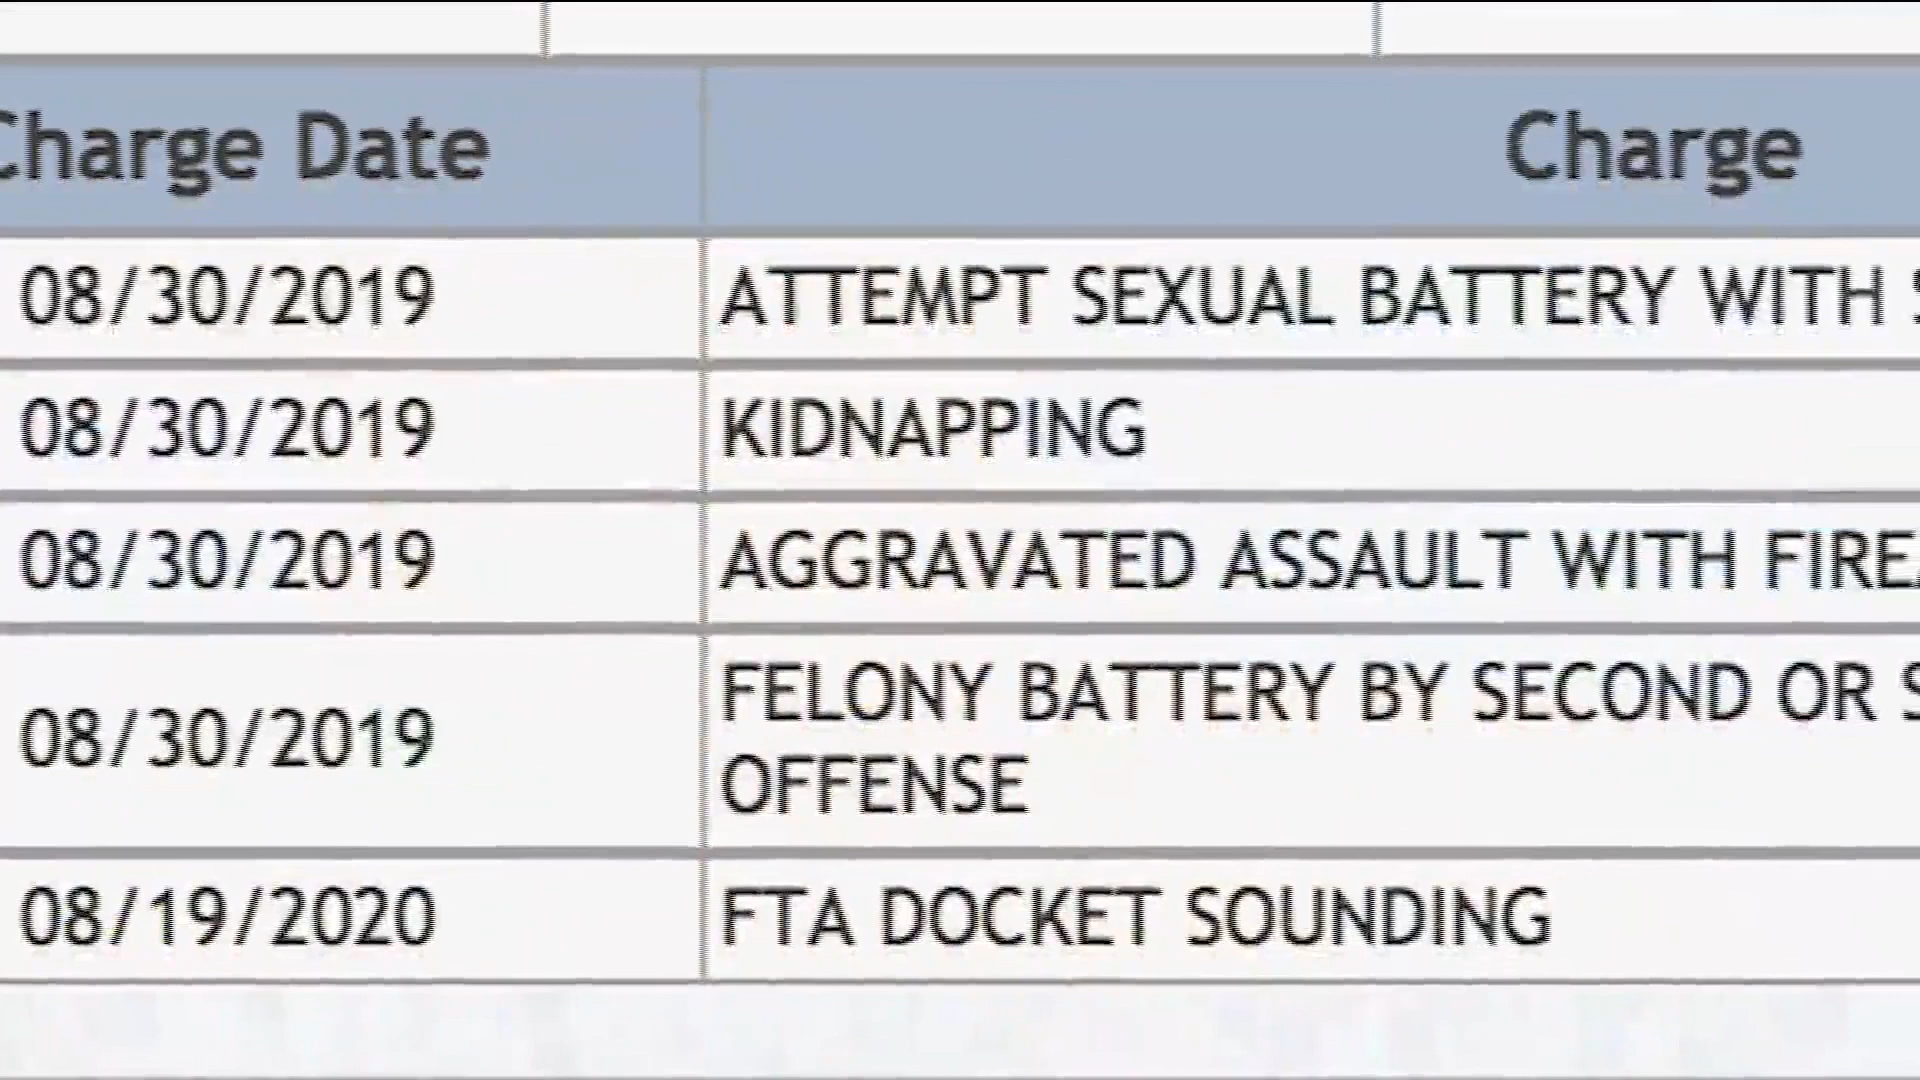 Charge Date Charge
08/30/2019 ATTEMPT SEXUAL BATTERY WITH
08/30/2019 KIDNAPPING
08/30/2019 AGGRAVATED ASSAULT WITH
08/30/2019 FELONY BATTERY BY SECOND OR
OFFENSE
08/19/2020 FTA DOCKET SOUNDING